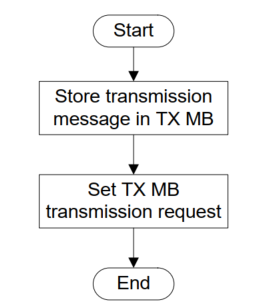 Start
Store transmission
message in TX MB
Set TX MB
transmission request
End